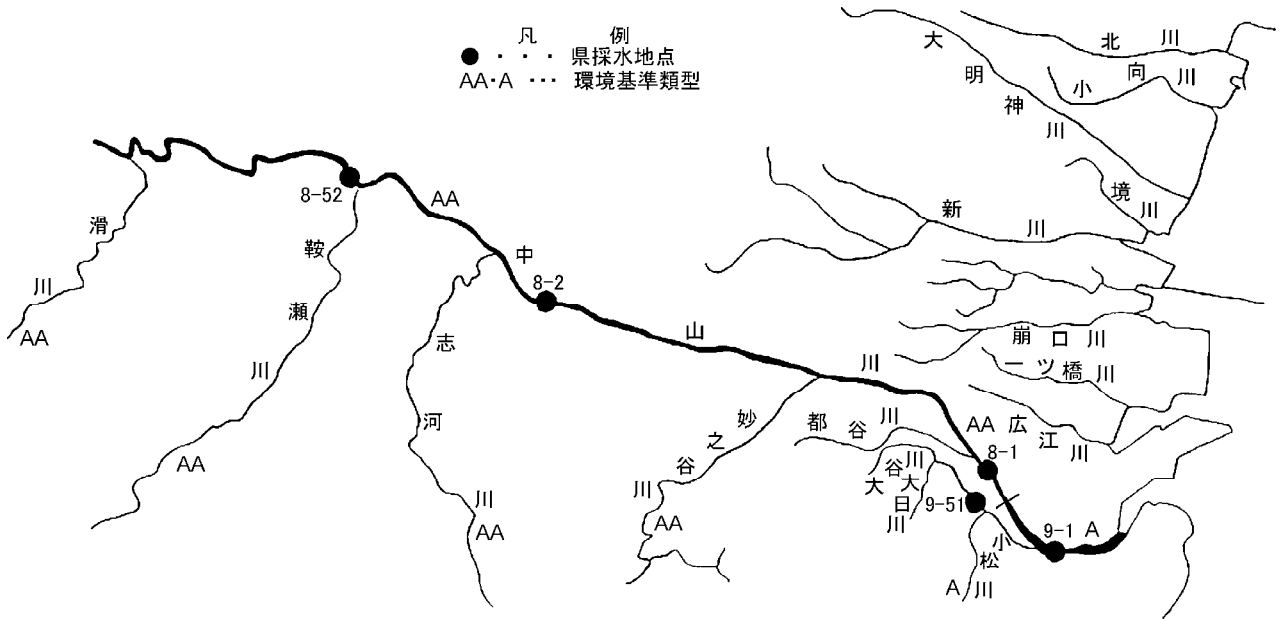 凡 例
●・・・県採水地点
AA・A ･･･ 環境基準類型
北川
小向川
大明神川
境川
新川
崩口川
一ツ橋川
広江川
中山川
AA
8-52
8-2
滑川
AA
鞍瀬川
AA
志河川
AA
妙之谷川
AA
都谷川
AA
8-1
大谷川
大日川
9-51
小松川
A
9-1
A